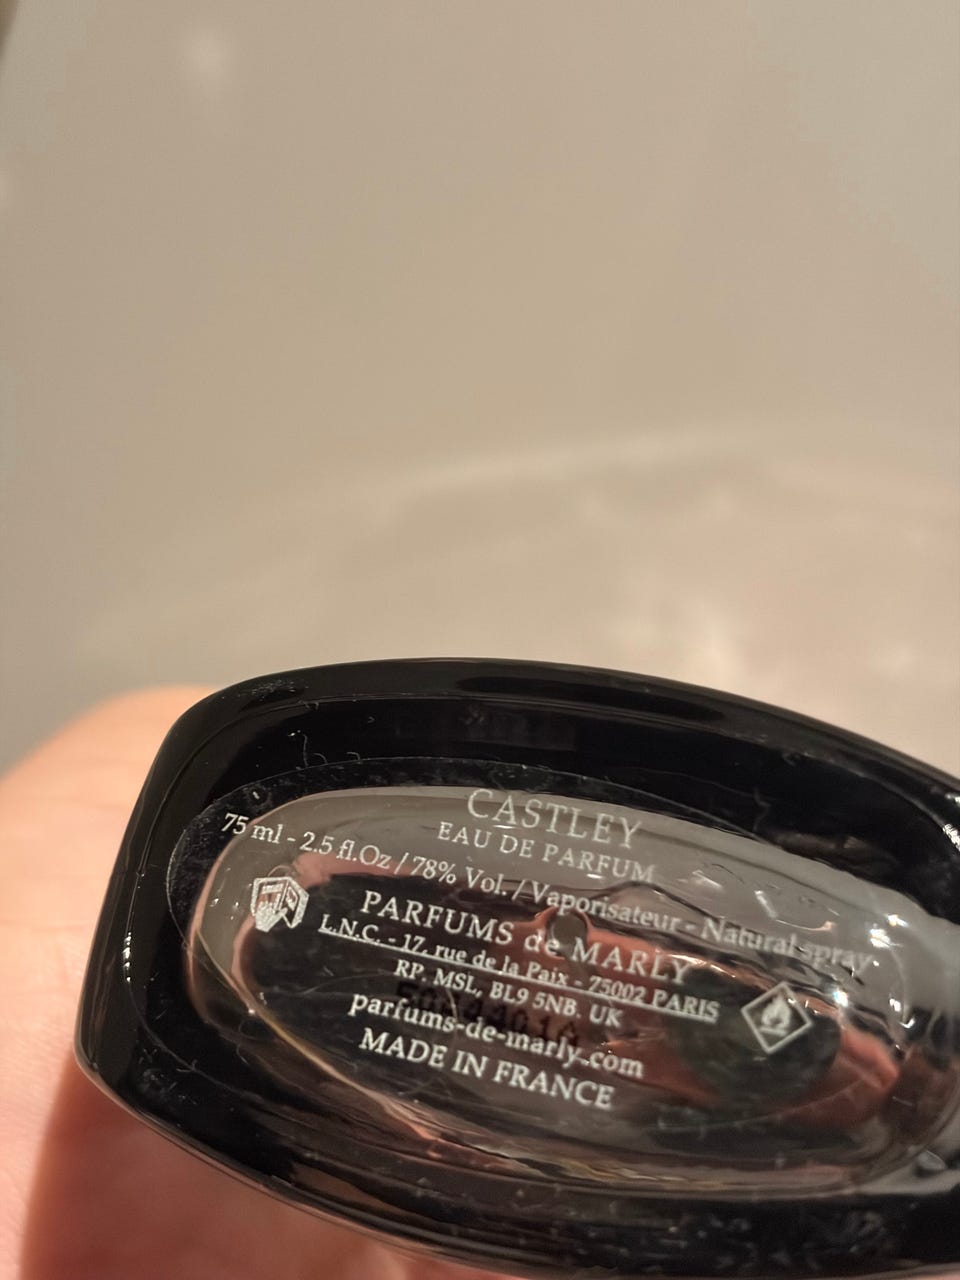 CASTLEY
EAU DE PARFUM
75 ml - 2.5 fl.Oz / 78% Vol. / Vaporisateur - Natural spray
PARFUMS de MARLY
L.N.C. - 17, rue de la Paix - 75002 PARIS
RP. MSL, BL9 5NB. UK
parfums-de-marly.com
MADE IN FRANCE